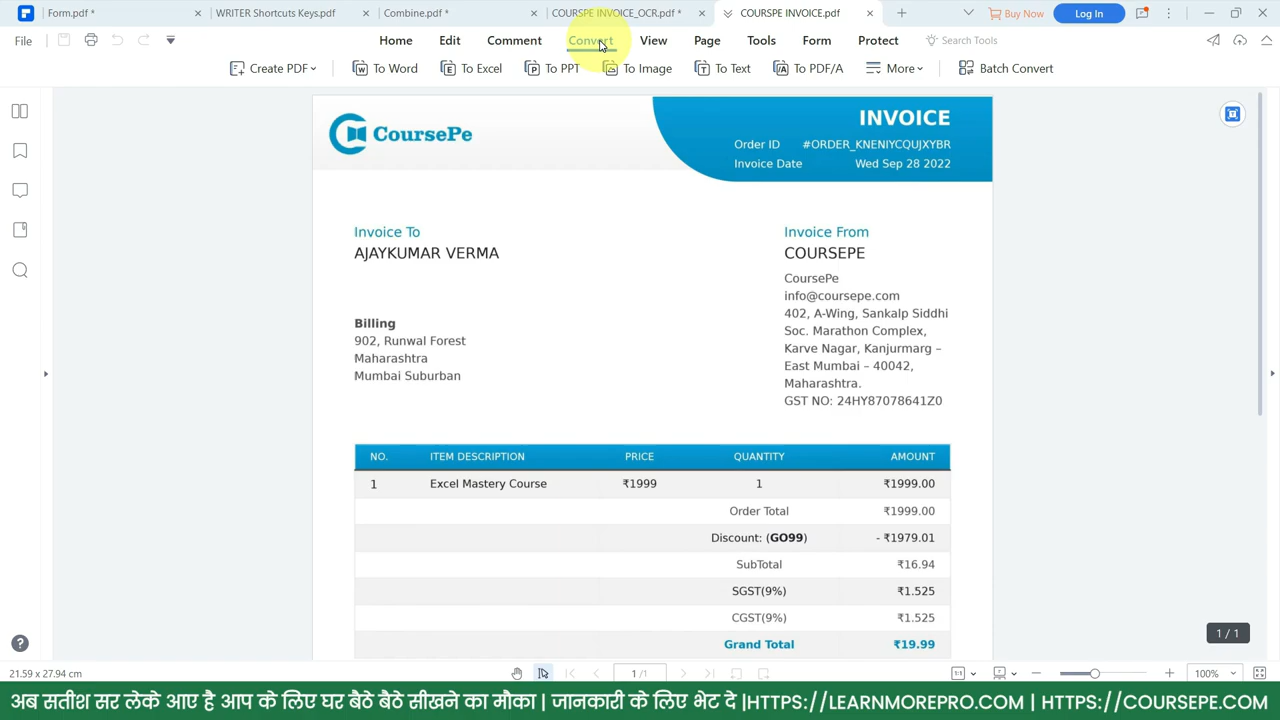 Form.pdf *
WRITER Shortcuts Keys.pdf
Combine.pdf *
COURSPE INVOICE_OCR.pdf *
COURSPE INVOICE.pdf
Buy Now
Log In
File
Home
Edit
Comment
Convert
View
Page
Tools
Form
Protect
Search Tools
Create PDF
To Word
To Excel
To PPT
To Image
To Text
To PDF/A
More
Batch Convert
CoursePe
INVOICE
Order ID #ORDER_KNENIYCQUJXYBR
Invoice Date Wed Sep 28 2022
Invoice To
AJAYKUMAR VERMA
Billing
902, Runwal Forest
Maharashtra
Mumbai Suburban
Invoice From
COURSEPE
CoursePe
info@coursepe.com
402, A-Wing, Sankalp Siddhi
Soc. Marathon Complex,
Karve Nagar, Kanjurmarg –
East Mumbai – 40042,
Maharashtra.
GST NO: 24HY87078641Z0
NO. ITEM DESCRIPTION PRICE QUANTITY AMOUNT
1 Excel Mastery Course ₹1999 1 ₹1999.00
Order Total ₹1999.00
Discount: (GO99) - ₹1979.01
SubTotal ₹16.94
SGST(9%) ₹1.525
CGST(9%) ₹1.525
Grand Total ₹19.99
1 / 1
21.59 x 27.94 cm
1 /1
100%
अब सतीश सर लेके आए है आप के लिए घर बैठे बैठे सीखने का मौका | जानकारी के लिए भेट दे |HTTPS://LEARNMOREPRO.COM | HTTPS://COURSEPE.COM